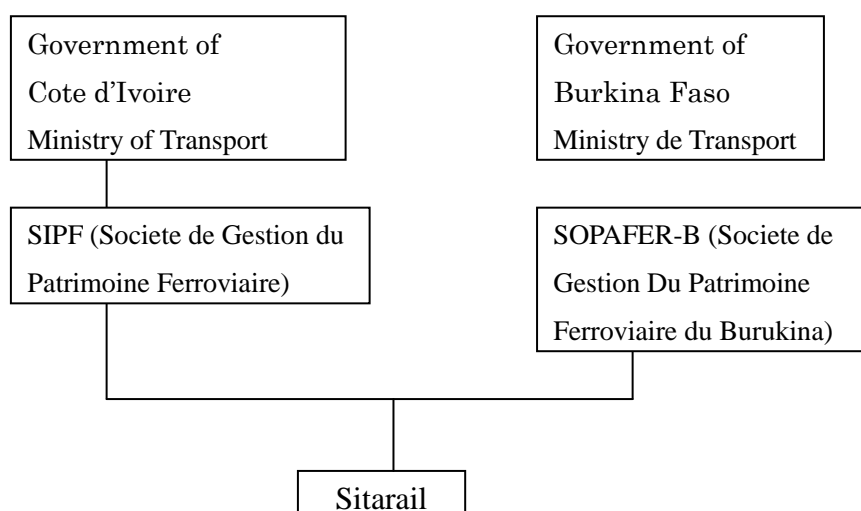 Government of
Cote d'Ivoire
Ministry of Transport
Government of
Burkina Faso
Ministry de Transport
SIPF (Societe de Gestion du
Patrimoine Ferroviaire)
SOPAFER-B (Societe de
Gestion Du Patrimoine
Ferroviaire du Burukina)
Sitarail